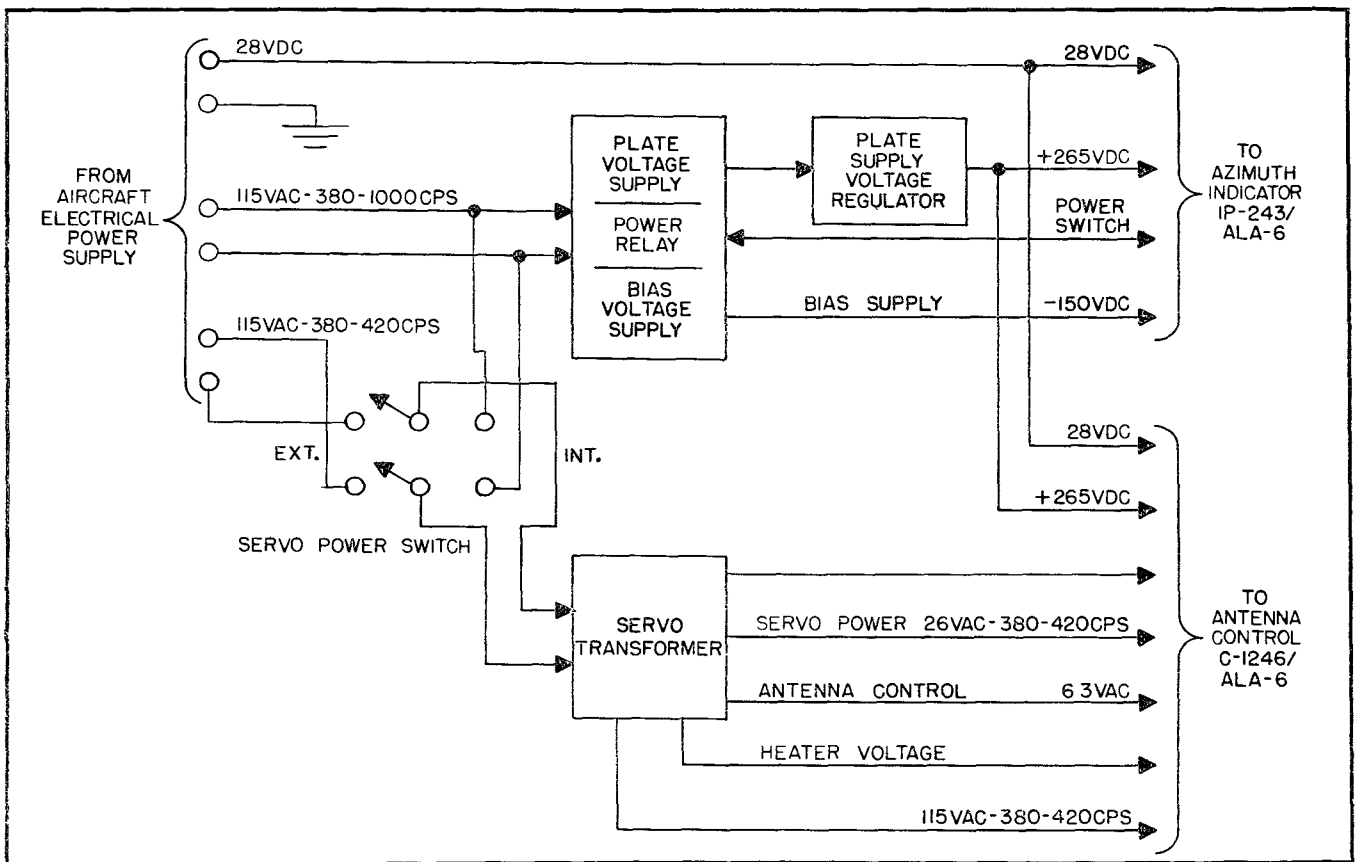 28VDC
28VDC
FROM
AIRCRAFT
ELECTRICAL
POWER
SUPPLY
PLATE
VOLTAGE
SUPPLY
POWER
RELAY
BIAS
VOLTAGE
SUPPLY
PLATE
SUPPLY
VOLTAGE
REGULATOR
+265VDC
TO
AZIMUTH
INDICATOR
IP-243/
ALA-6
115VAC-380-1000CPS
POWER
SWITCH
BIAS SUPPLY
-150VDC
115VAC-380-420CPS
EXT.
INT.
SERVO POWER SWITCH
28VDC
+265VDC
SERVO
TRANSFORMER
SERVO POWER 26VAC-380-420CPS
ANTENNA CONTROL
6 3VAC
HEATER VOLTAGE
115VAC-380-420CPS
TO
ANTENNA
CONTROL
C-1246/
ALA-6